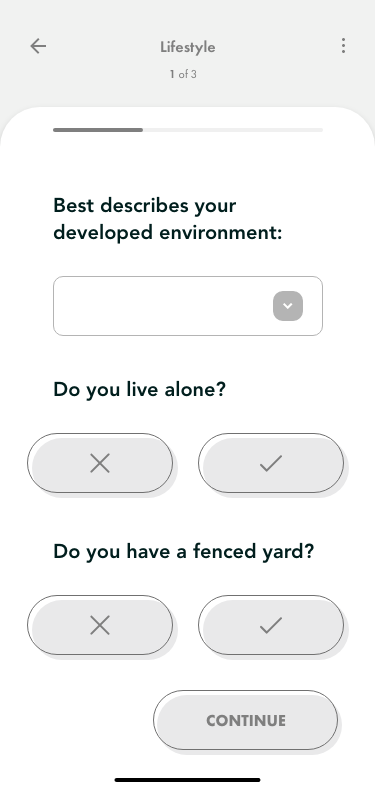 Lifestyle
1 of 3
Best describes your
developed environment:
Do you live alone?
Do you have a fenced yard?
CONTINUE